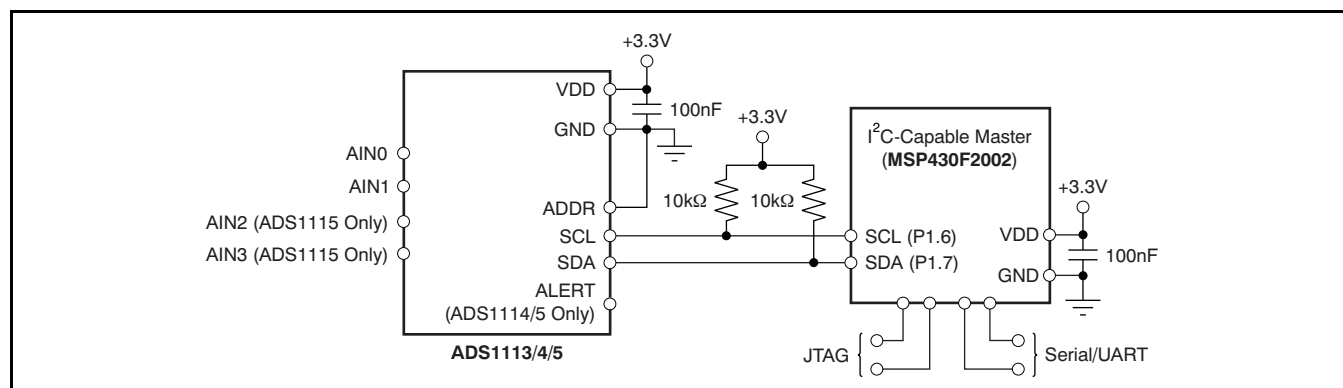 +3.3V
VDD
100nF
GND
AIN0
AIN1
AIN2 (ADS1115 Only)
AIN3 (ADS1115 Only)
ADDR
SCL
SDA
ALERT
(ADS1114/5 Only)
ADS1113/4/5
+3.3V
10kΩ
10kΩ
I²C-Capable Master
(MSP430F2002)
SCL (P1.6)
SDA (P1.7)
+3.3V
VDD
100nF
GND
JTAG
Serial/UART